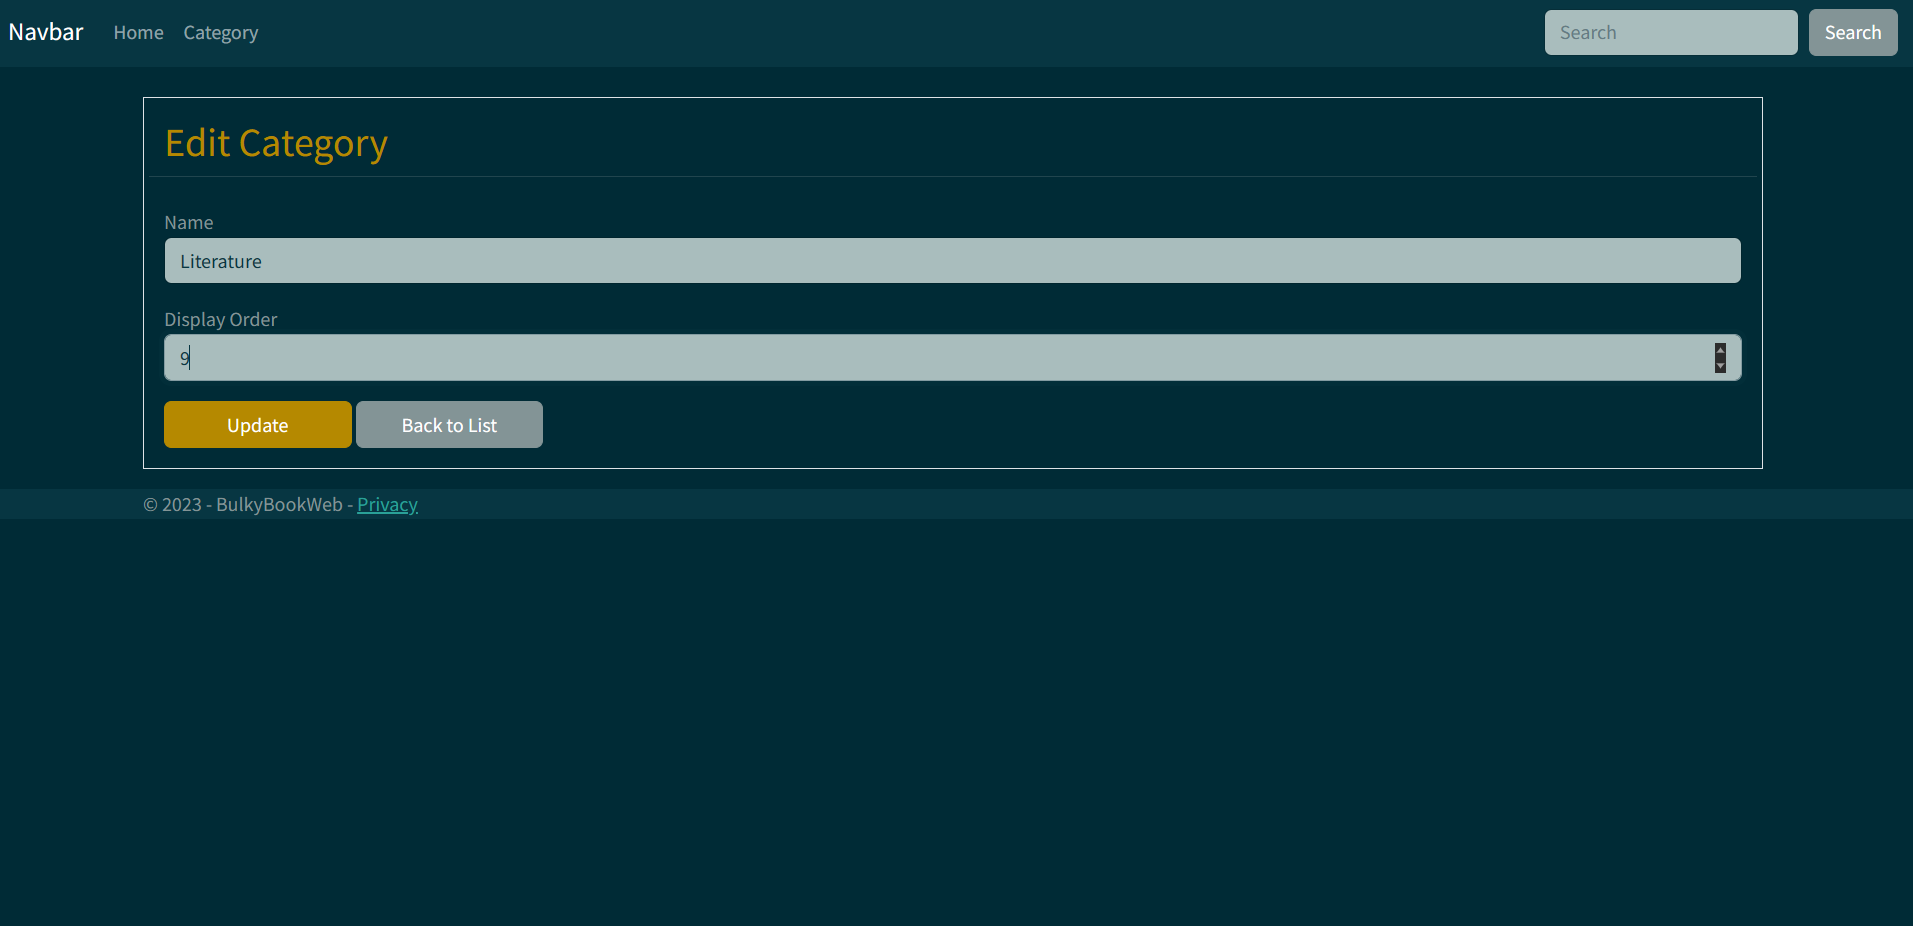 Navbar Home Category Search Search
Edit Category
Name
Literature
Display Order
9
Update Back to List
© 2023 - BulkyBookWeb - Privacy